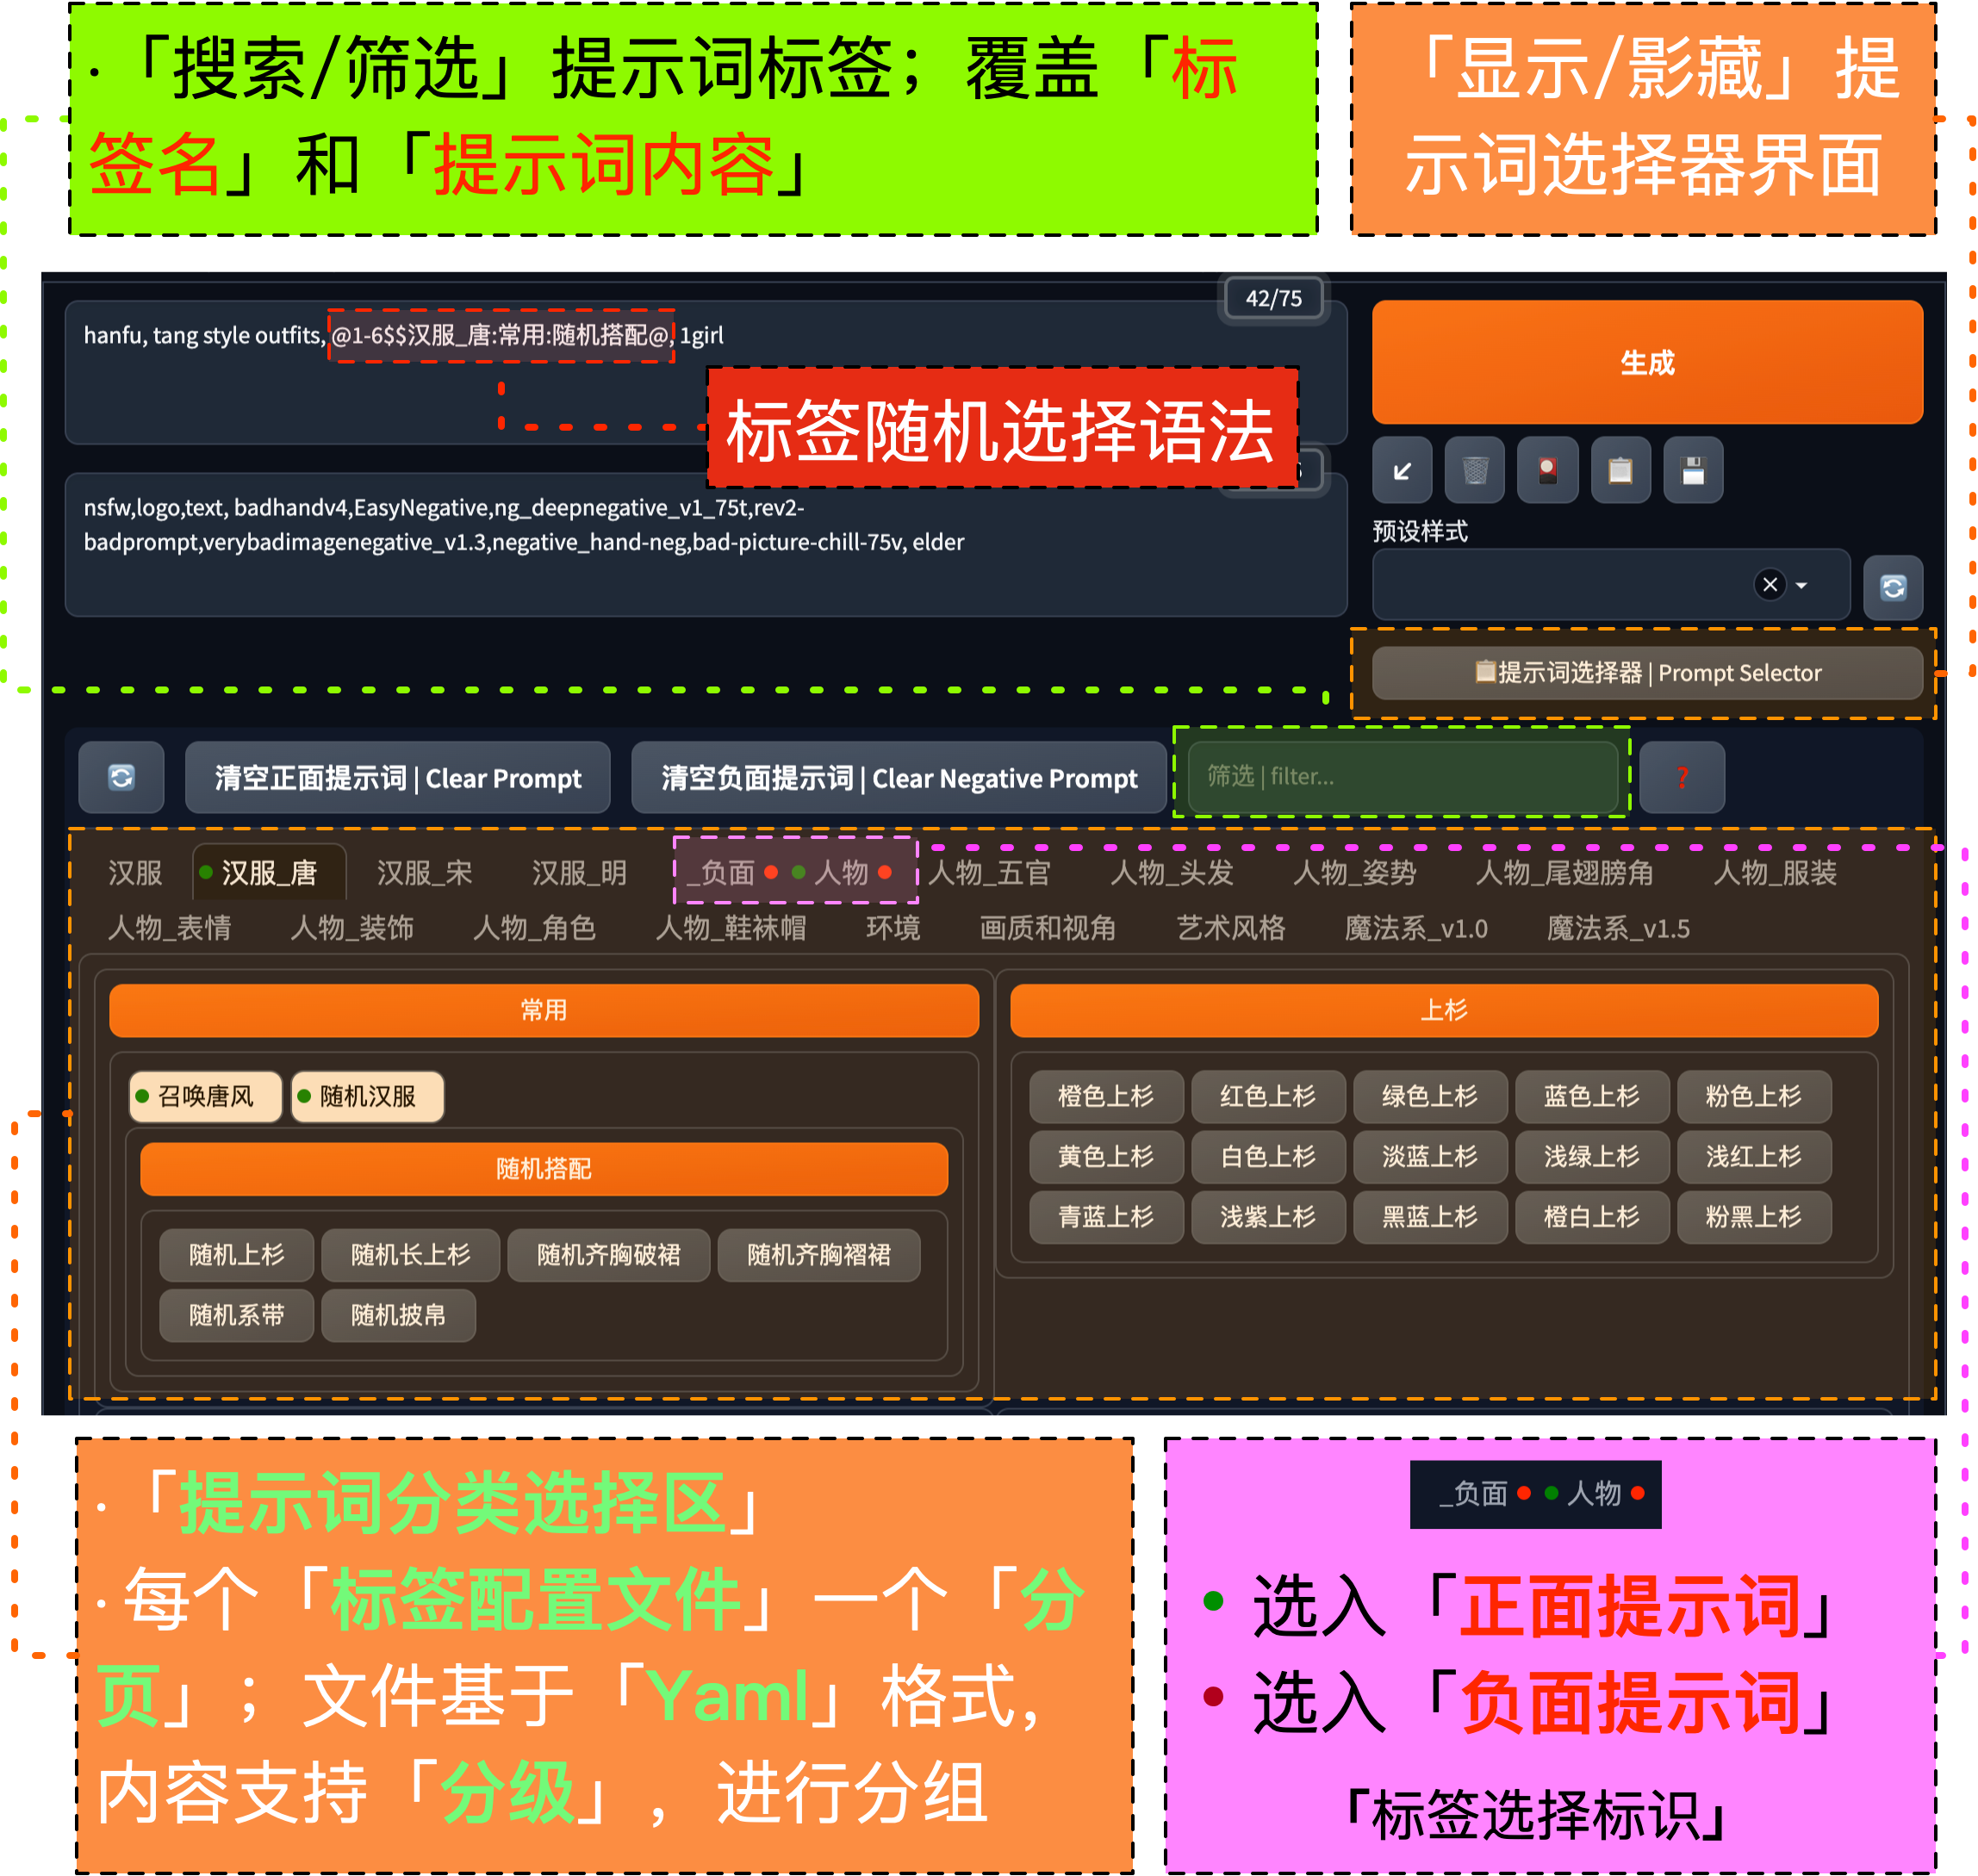 ·「搜索/筛选」提示词标签；覆盖「标
签名」和「提示词内容」
「显示/影藏」提
示词选择器界面
42/75
hanfu, tang style outfits, @1-6$$汉服_唐:常用:随机搭配@, 1girl
标签随机选择语法
生成
nsfw,logo,text, badhandv4,EasyNegative,ng_deepnegative_v1_75t,rev2-
badprompt,verybadimagenegative_v1.3,negative_hand-neg,bad-picture-chill-75v, elder
预设样式
提示词选择器 | Prompt Selector
清空正面提示词 | Clear Prompt
清空负面提示词 | Clear Negative Prompt
筛选 | filter...
?
汉服 汉服_唐 汉服_宋 汉服_明 _负面 人物 人物_五官 人物_头发 人物_姿势 人物_尾翅膀角 人物_服装
人物_表情 人物_装饰 人物_角色 人物_鞋袜帽 环境 画质和视角 艺术风格 魔法系_v1.0 魔法系_v1.5
常用
召唤唐风 随机汉服
随机搭配
随机上杉 随机长上杉 随机齐胸破裙 随机齐胸褶裙
随机系带 随机披帛
上杉
橙色上杉 红色上杉 绿色上杉 蓝色上杉 粉色上杉
黄色上杉 白色上杉 淡蓝上杉 浅绿上杉 浅红上杉
青蓝上杉 浅紫上杉 黑蓝上杉 橙白上杉 粉黑上杉
·「提示词分类选择区」
·每个「标签配置文件」一个「分
页」；文件基于「Yaml」格式，
内容支持「分级」，进行分组
_负面 人物
• 选入「正面提示词」
• 选入「负面提示词」
「标签选择标识」